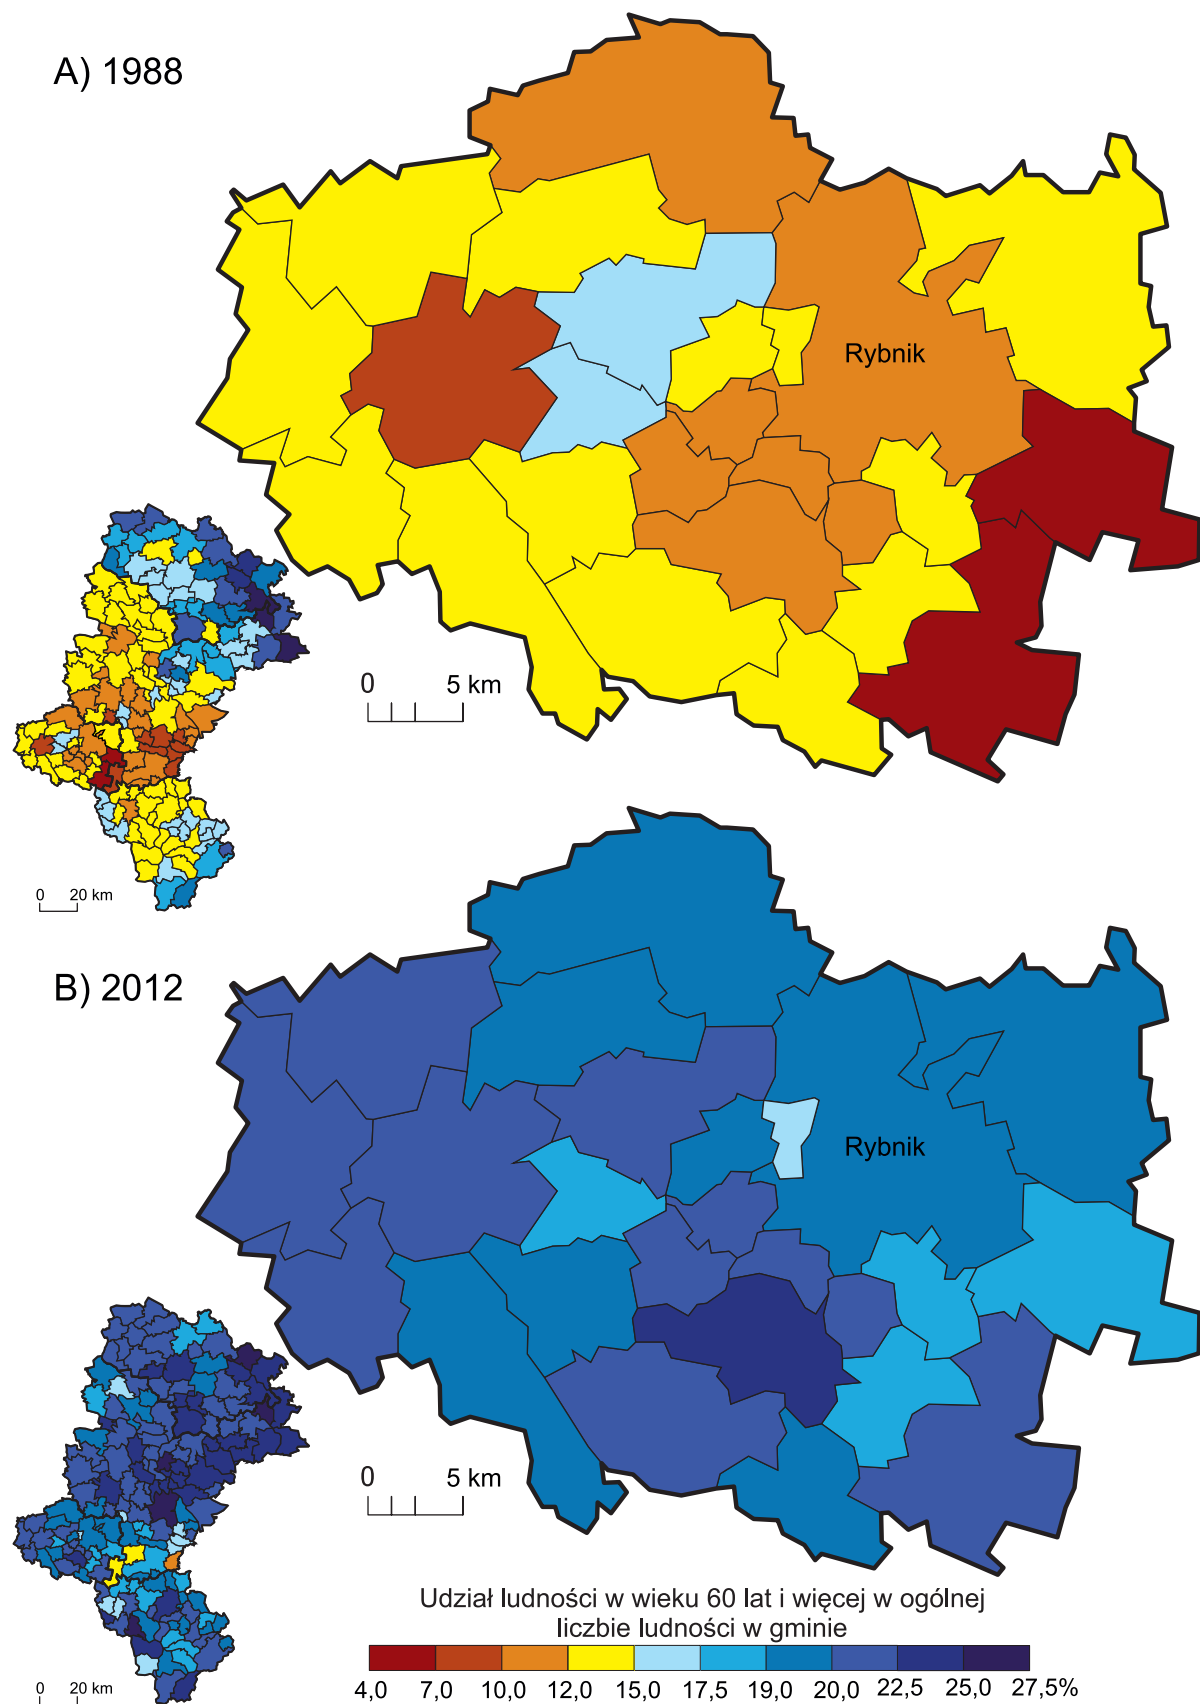 A) 1988
Rybnik
0 5 km
0 20 km
B) 2012
Rybnik
0 5 km
Udział ludności w wieku 60 lat i więcej w ogólnej
liczbie ludności w gminie
4,0 7,0 10,0 12,0 15,0 17,5 19,0 20,0 22,5 25,0 27,5%
0 20 km